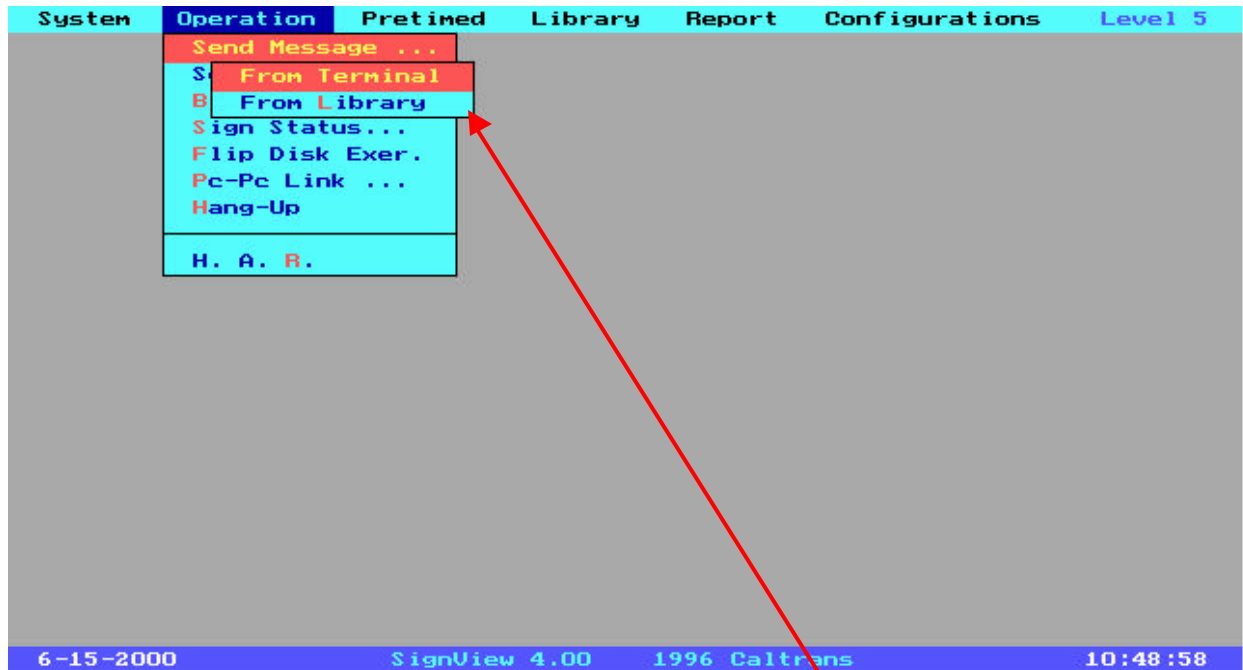 System Operation Pretimed Library Report Configurations Level 5
Send Message ...
From Terminal
From Library
Sign Status...
Flip Disk Exer.
Pc-Pc Link ...
Hang-Up
H. A. R.
6-15-2000 SignView 4.00 1996 Caltrans 10:48:58